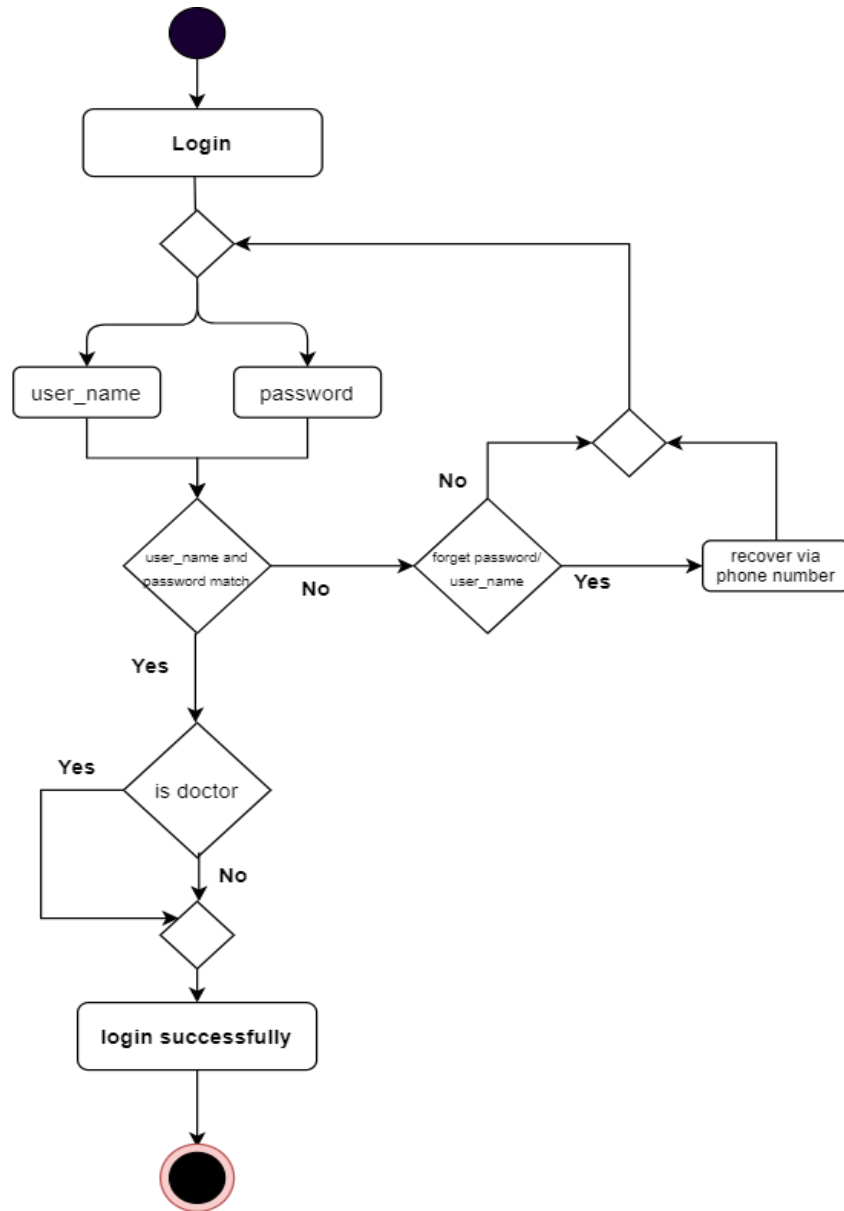 Login
user_name
password
No
user_name and
password match
forget password/
user_name
recover via
phone number
No
Yes
Yes
Yes
is doctor
No
login successfully